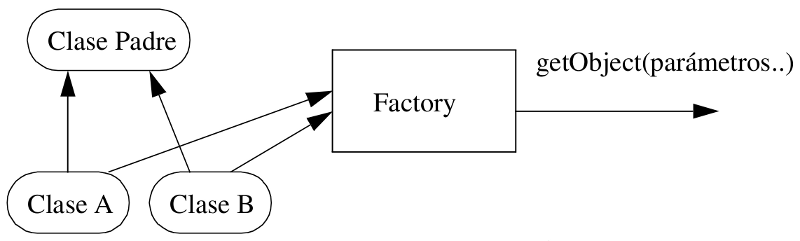 Clase Padre
getObject(parámetros..)
Factory
Clase A
Clase B